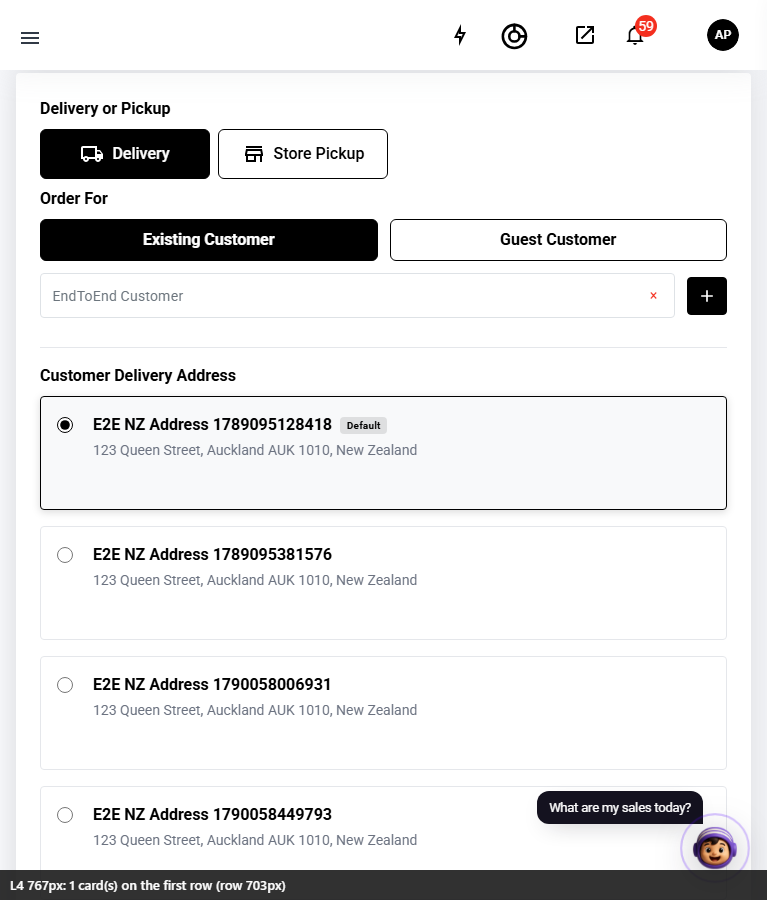 59
AP
Delivery or Pickup
Delivery
Store Pickup
Order For
Existing Customer
Guest Customer
EndToEnd Customer
×
+
Customer Delivery Address
E2E NZ Address 1789095128418 Default
123 Queen Street, Auckland AUK 1010, New Zealand
E2E NZ Address 1789095381576
123 Queen Street, Auckland AUK 1010, New Zealand
E2E NZ Address 1790058006931
123 Queen Street, Auckland AUK 1010, New Zealand
E2E NZ Address 1790058449793
123 Queen Street, Auckland AUK 1010, New Zealand
What are my sales today?
L4 767px: 1 card(s) on the first row (row 703px)